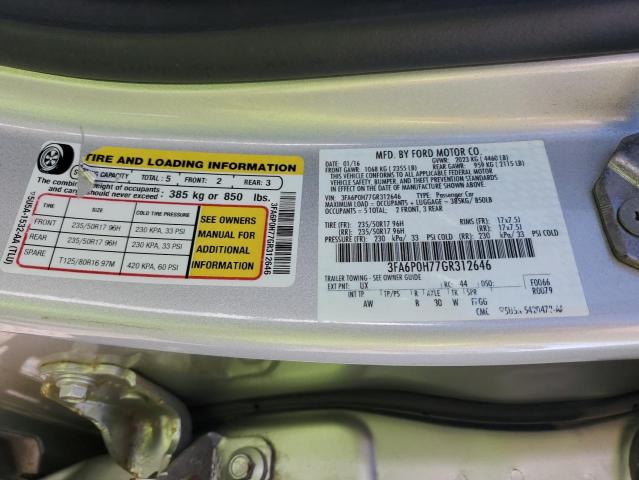 TIRE AND LOADING INFORMATION
CAPACITY TOTAL: 5 FRONT: 2 REAR: 3
The combined weight of occupants
and cargo should never exceed: 385 kg or 850 lbs.
TIRE SIZE COLD TIRE PRESSURE
FRONT 235/50R17 96H 230 KPA, 33 PSI
REAR 235/50R17 96H 230 KPA, 33 PSI
SPARE T125/80R16 97M 420 KPA, 60 PSI
SEE OWNERS
MANUAL FOR
ADDITIONAL
INFORMATION
3FA6P0H77GR312646
MFD. BY FORD MOTOR CO.
01/16 GVWR: 2023 KG ( 4460 LB)
FRONT GAWR: 1068 KG ( 2355 LB) REAR GAWR: 959 KG ( 2115 LB)
THIS VEHICLE CONFORMS TO ALL APPLICABLE FEDERAL MOTOR
VEHICLE SAFETY, BUMPER, AND THEFT PREVENTION STANDARDS
IN EFFECT ON THE DATE OF MANUFACTURE SHOWN ABOVE.
VIN: 3FA6P0H77GR312646 TYPE: Passenger Car
MAXIMUM LOAD = OCCUPANTS + LUGGAGE = 385KG/850LB
OCCUPANTS = 5 TOTAL: 2 FRONT, 3 REAR
TIRE: (FR): 235/50R17 96H RIMS (FR): 17x7.5J
(RR): 235/50R17 96H (RR): 17x7.5J
PRESSURE (FR): 230 kPa/ 33 PSI COLD (RR): 230 kPa/ 33 PSI COLD
3FA6P0H77GR312646
TRAILER TOWING - SEE OWNER GUIDE
EXT PNT: UX RC: 44 DSO: F0066
R0079
INT TR TP/PS R AXLE TR SPR
AW B 30 W